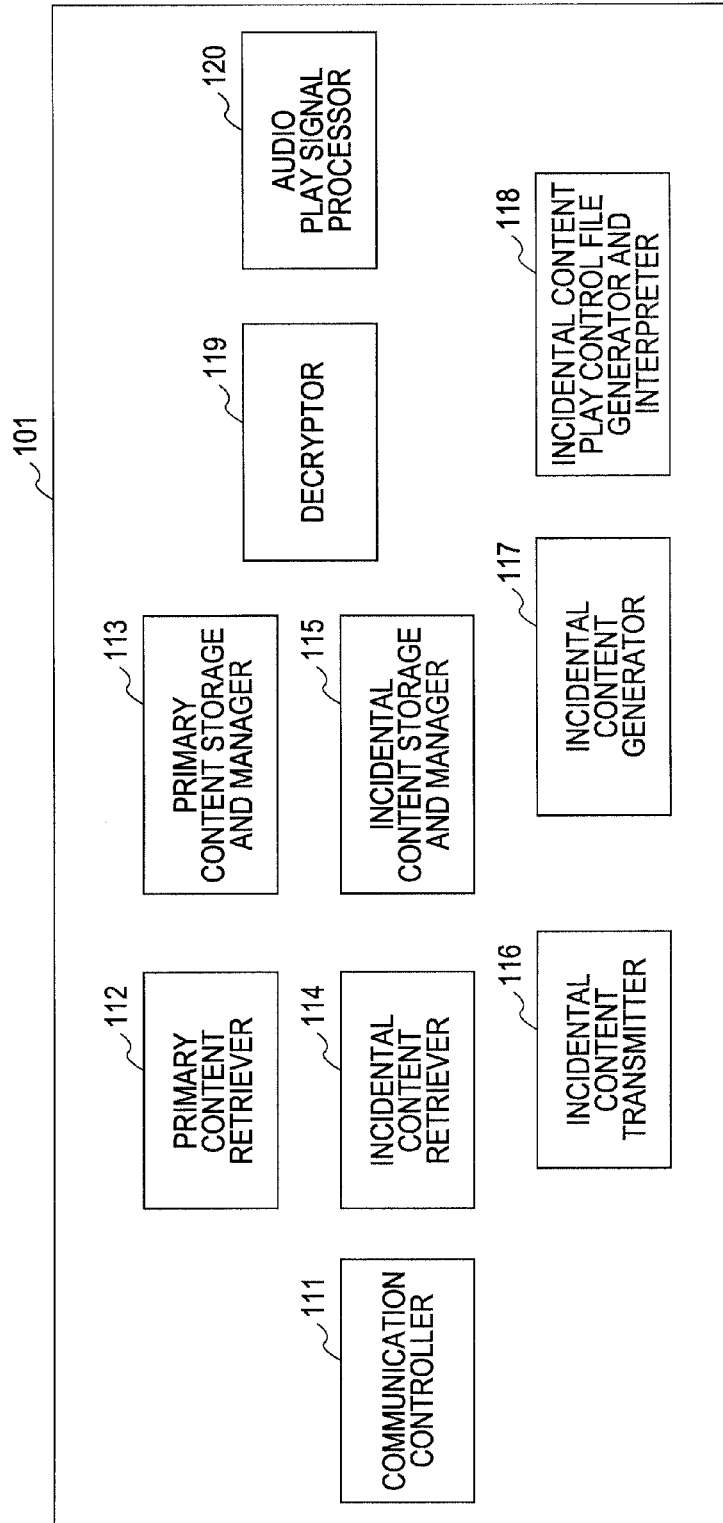 101
111
COMMUNICATION
CONTROLLER
112
PRIMARY
CONTENT
RETRIEVER
113
PRIMARY
CONTENT STORAGE
AND MANAGER
114
INCIDENTAL
CONTENT
RETRIEVER
115
INCIDENTAL
CONTENT STORAGE
AND MANAGER
116
INCIDENTAL
CONTENT
TRANSMITTER
117
INCIDENTAL
CONTENT
GENERATOR
118
INCIDENTAL CONTENT
PLAY CONTROL FILE
GENERATOR AND
INTERPRETER
119
DECRYPTOR
120
AUDIO
PLAY SIGNAL
PROCESSOR